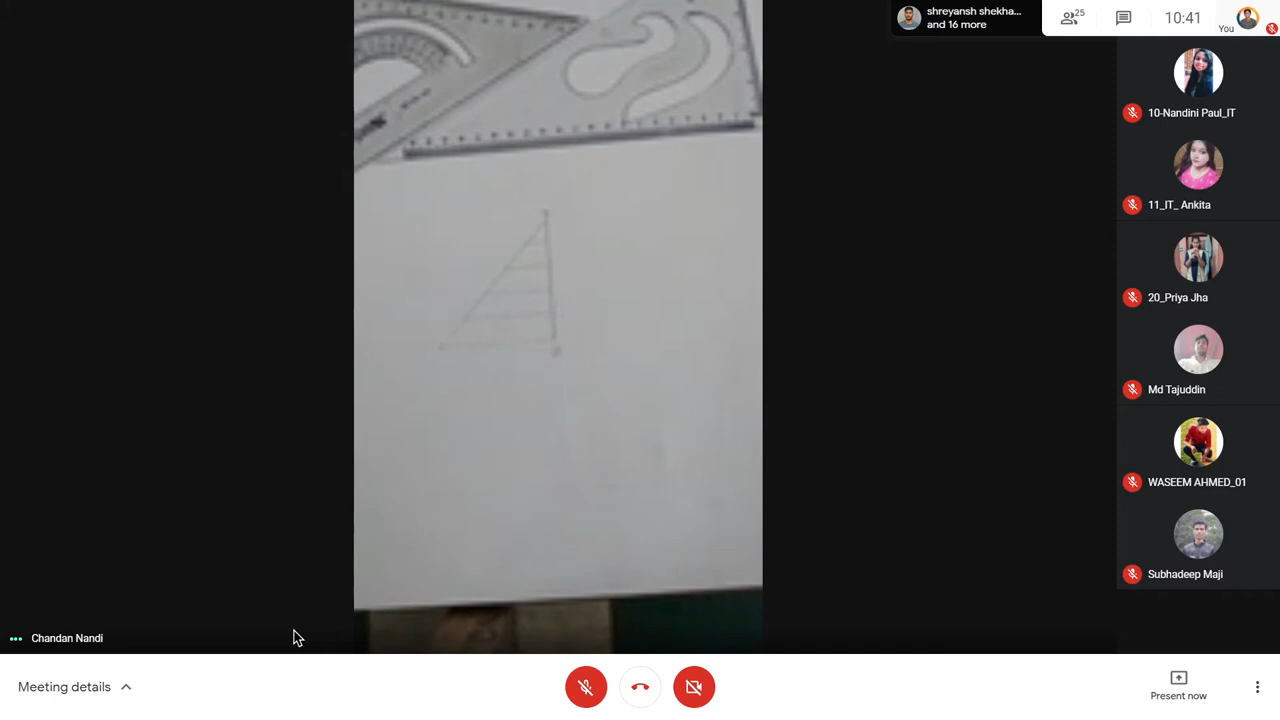 shreyansh shekha...
and 16 more
25
10:41
You
10-Nandini Paul_IT
11_IT_ Ankita
20_Priya Jha
Md Tajuddin
WASEEM AHMED_01
Subhadeep Maji
Chandan Nandi
Meeting details
Present now